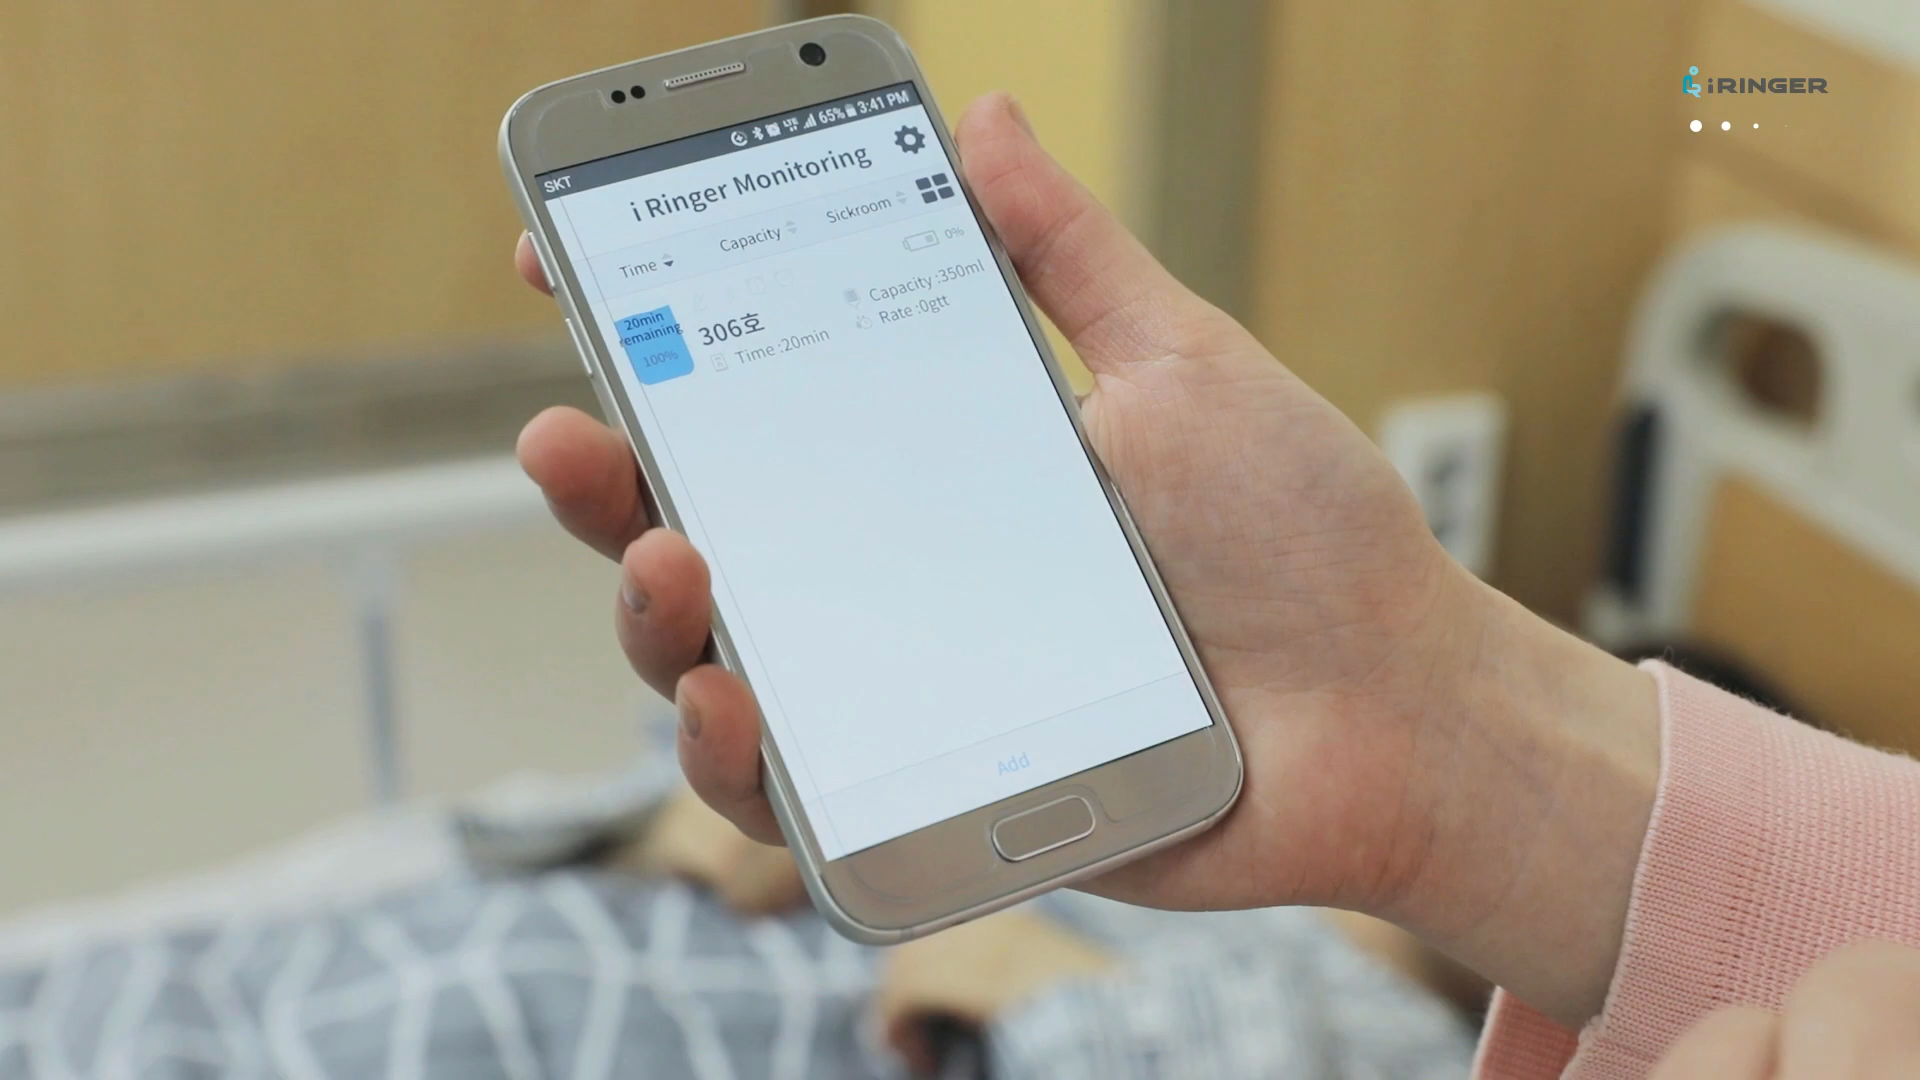 iRINGER
SKT LTE 65% 3:41 PM
i Ringer Monitoring
Time Capacity Sickroom
0%
20min
remaining
100%
306호
Time :20min
Capacity :350ml
Rate :0gtt
Add